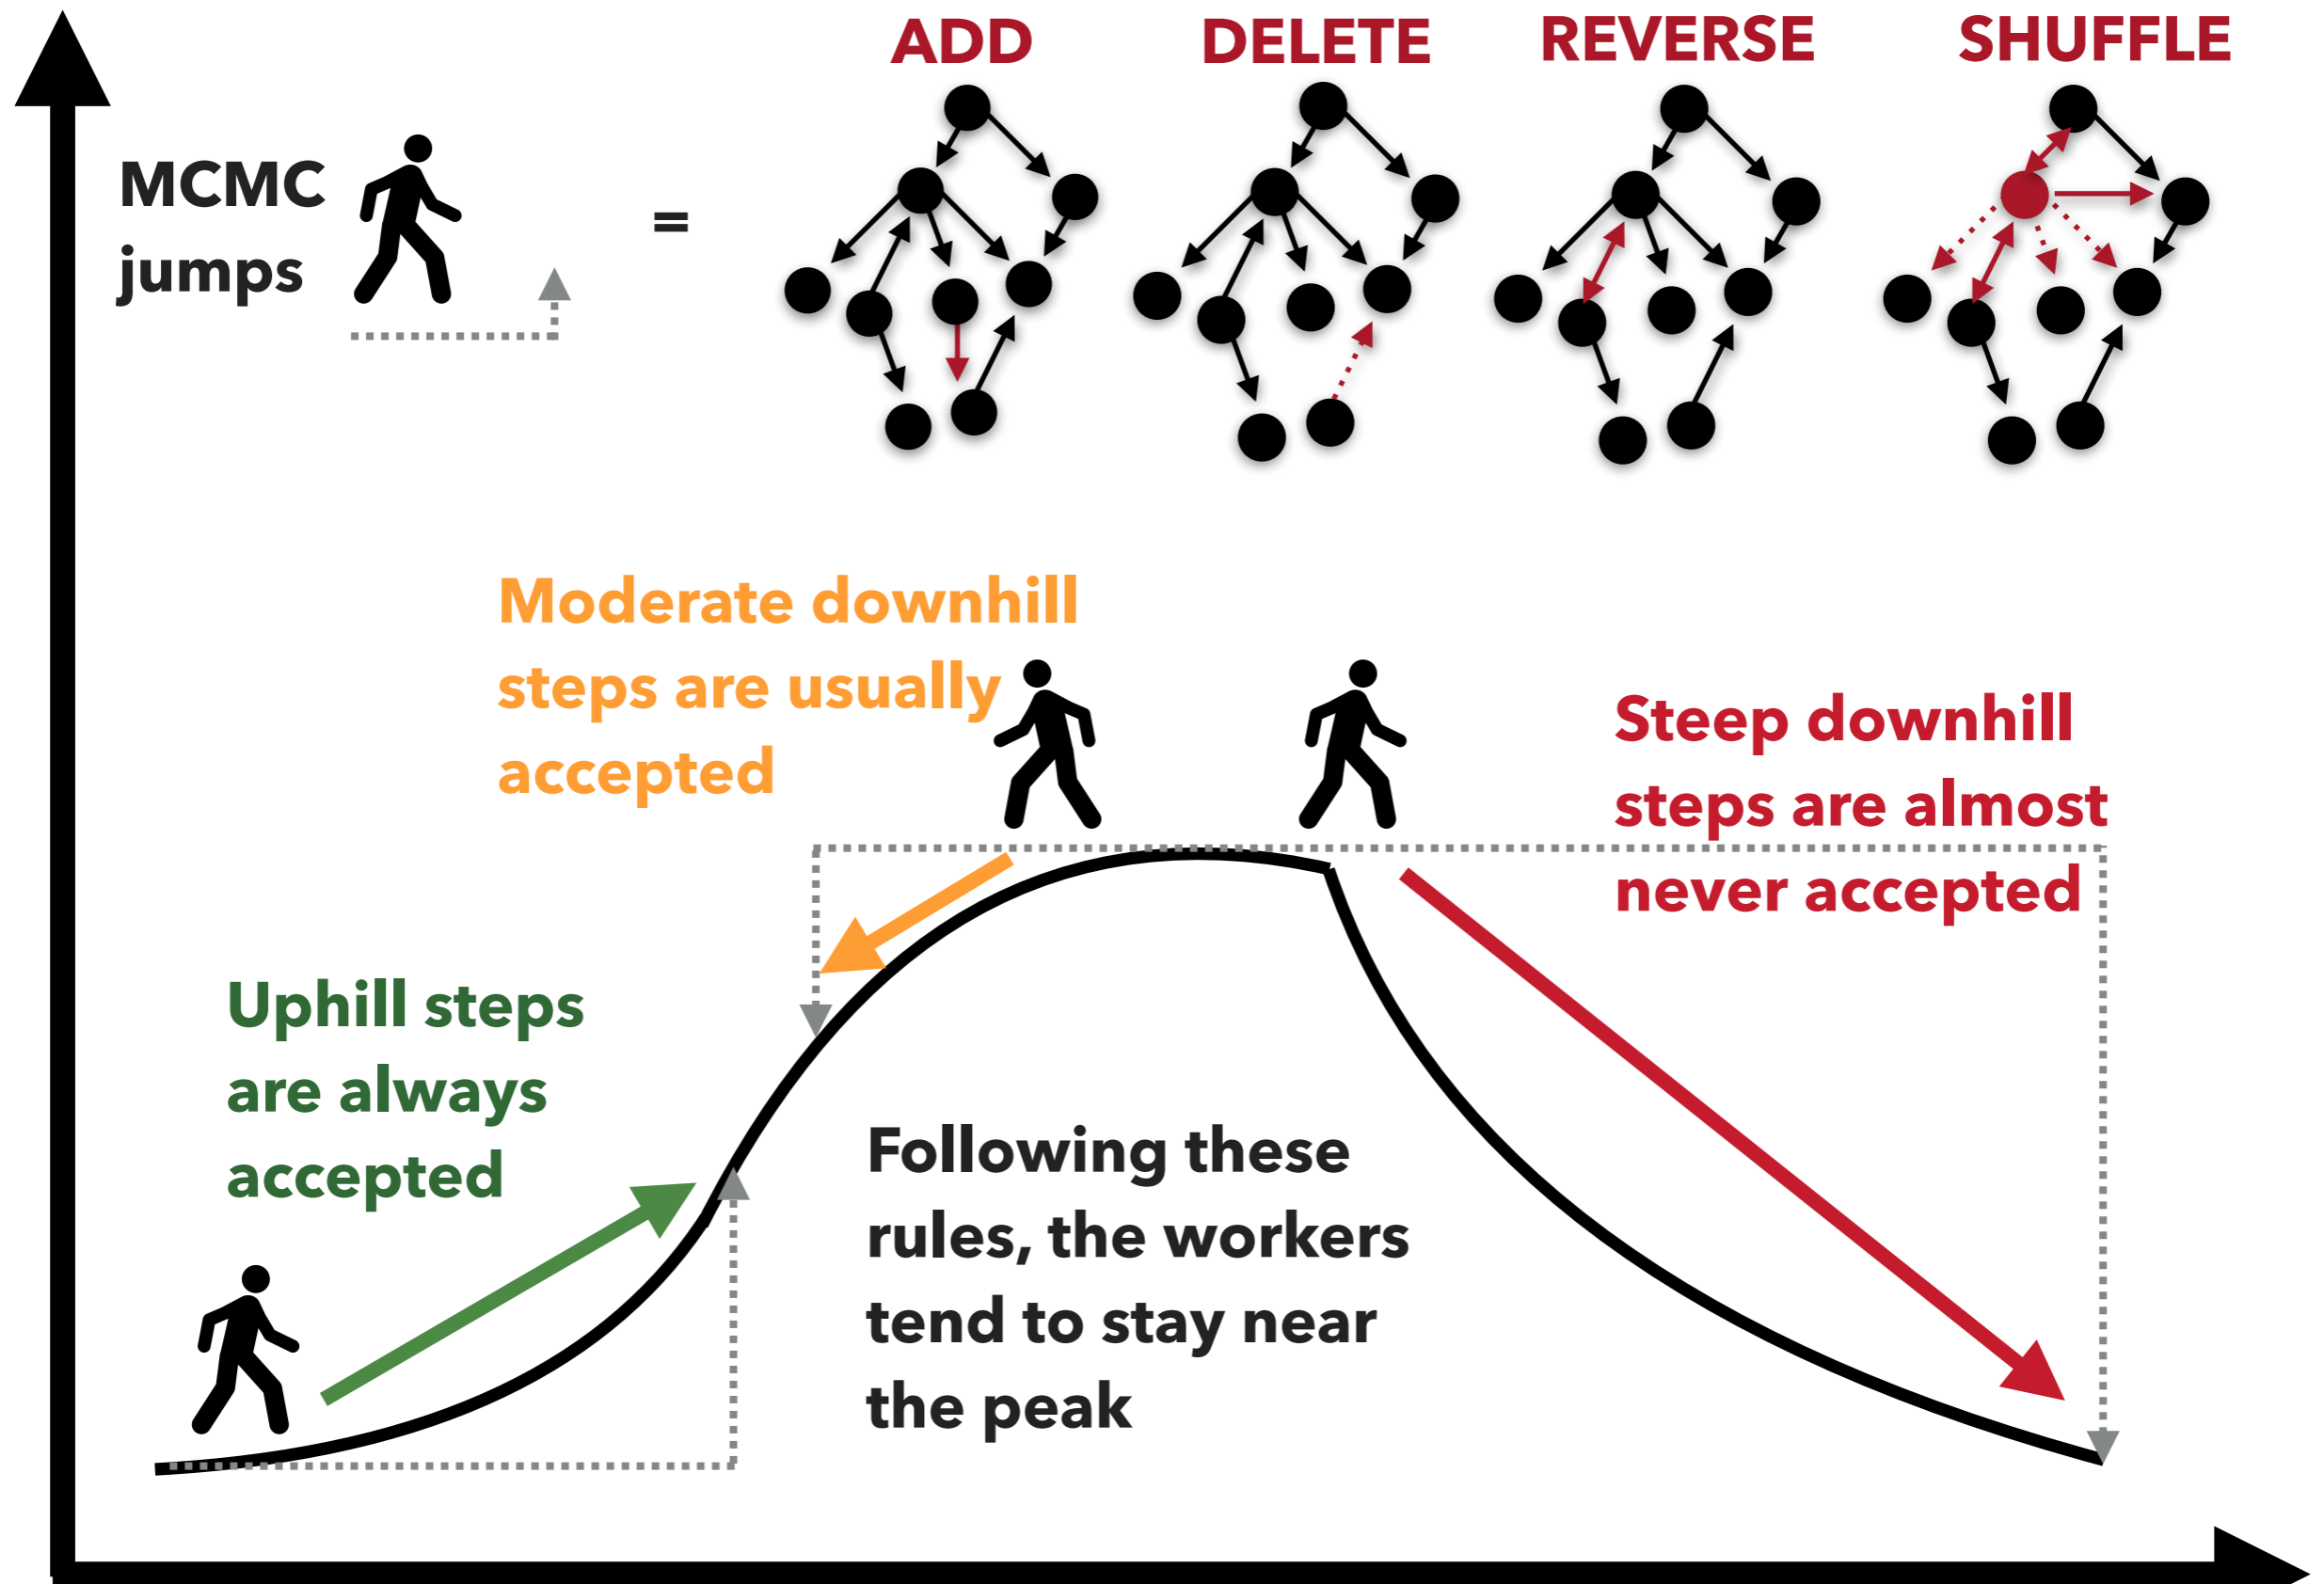 ADD
DELETE
REVERSE
SHUFFLE
MCMC
jumps
=
Moderate downhill
steps are usually
accepted
Steep downhill
steps are almost
never accepted
Uphill steps
are always
accepted
Following these
rules, the workers
tend to stay near
the peak